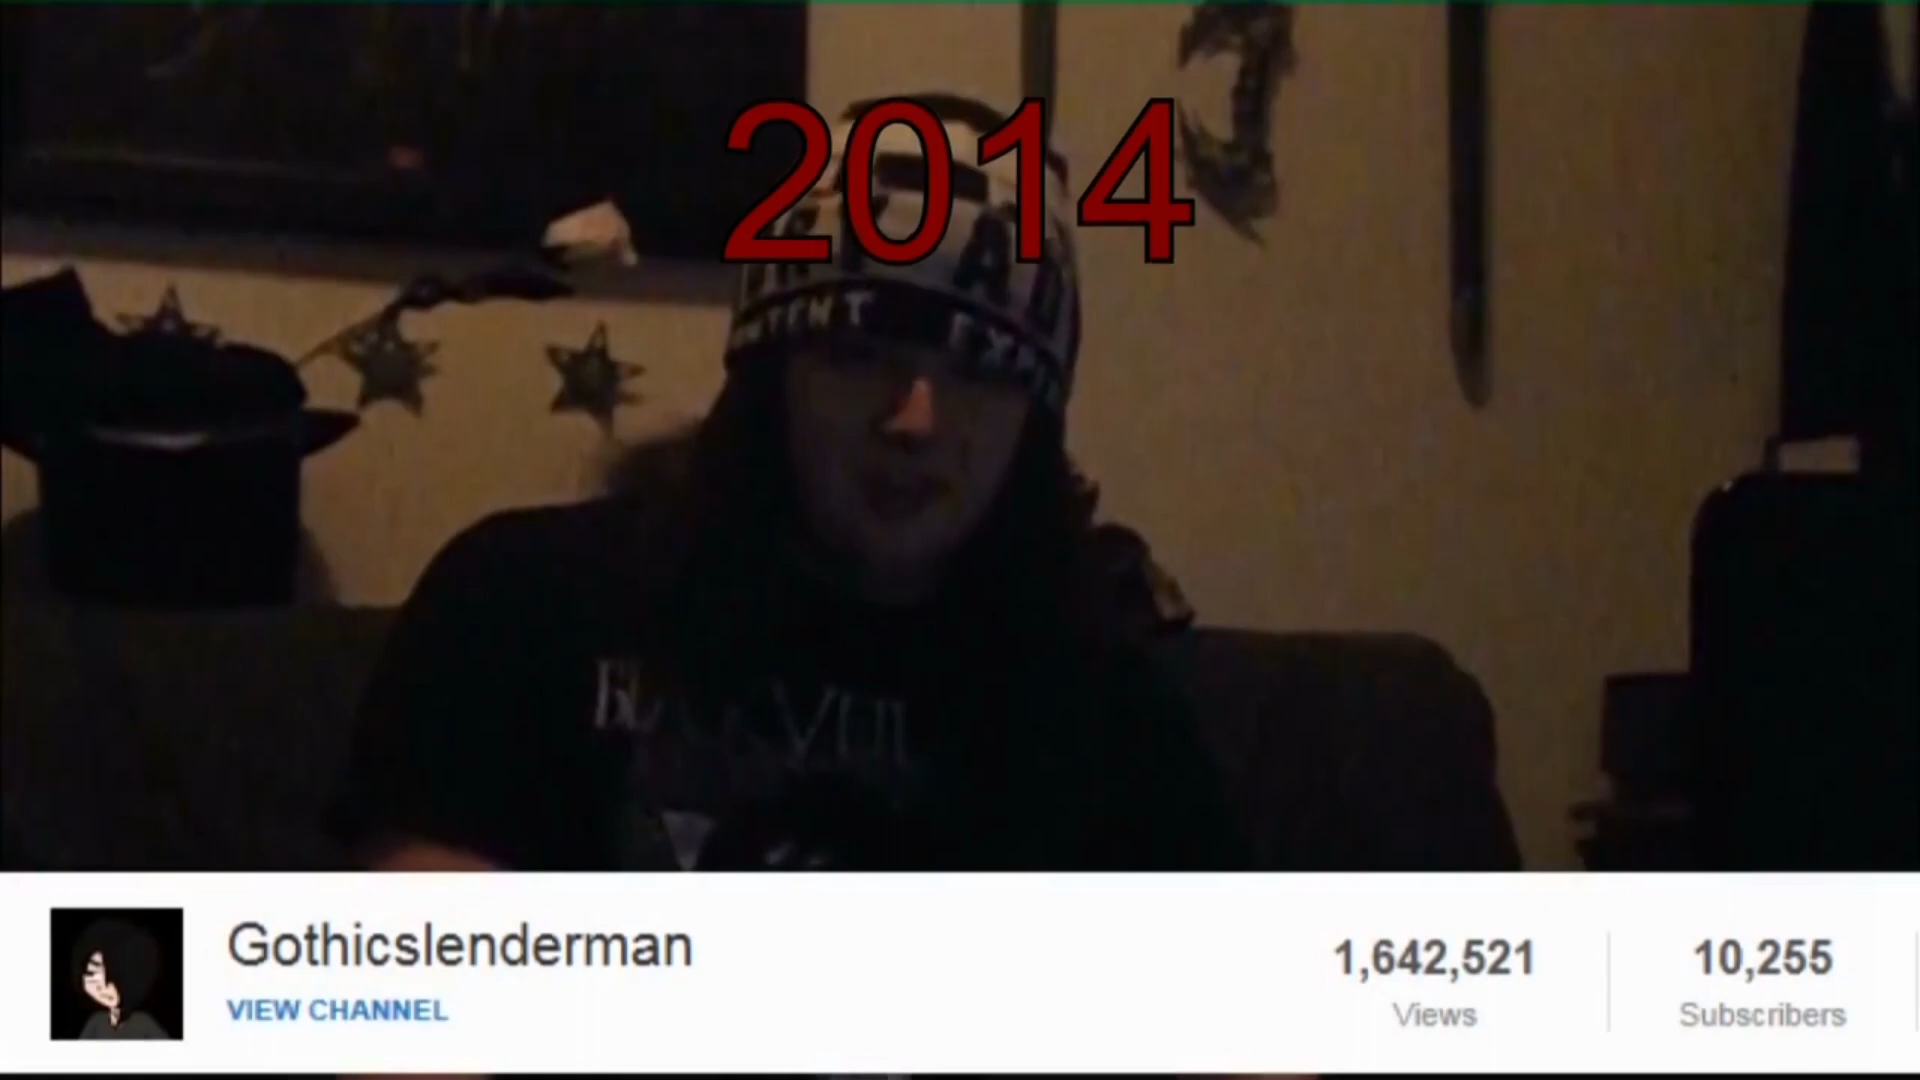 2014
Gothicslenderman
VIEW CHANNEL
1,642,521
Views
10,255
Subscribers